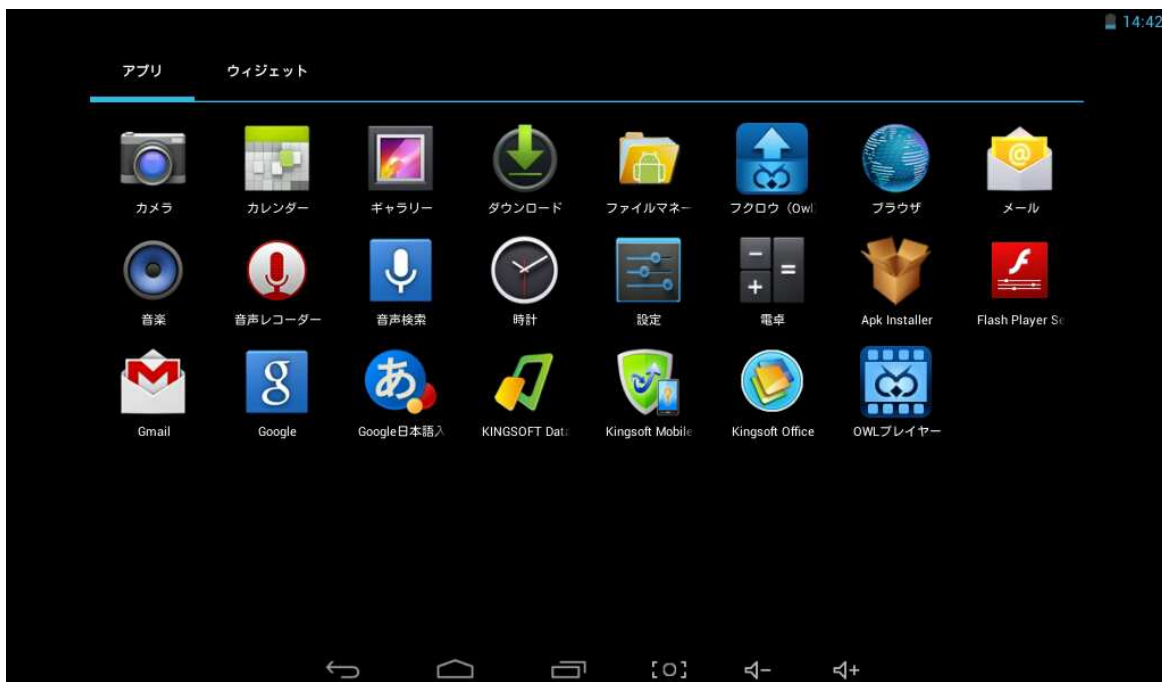 14:42
アプリ ウィジェット
カメラ カレンダー ギャラリー ダウンロード ファイルマネー フクロウ（Owl ブラウザ メール
音楽 音声レコーダー 音声検索 時計 設定 電卓 Apk Installer Flash Player Se
Gmail Google Google日本語入 KINGSOFT Data Kingsoft Mobile Kingsoft Office OWLプレイヤー